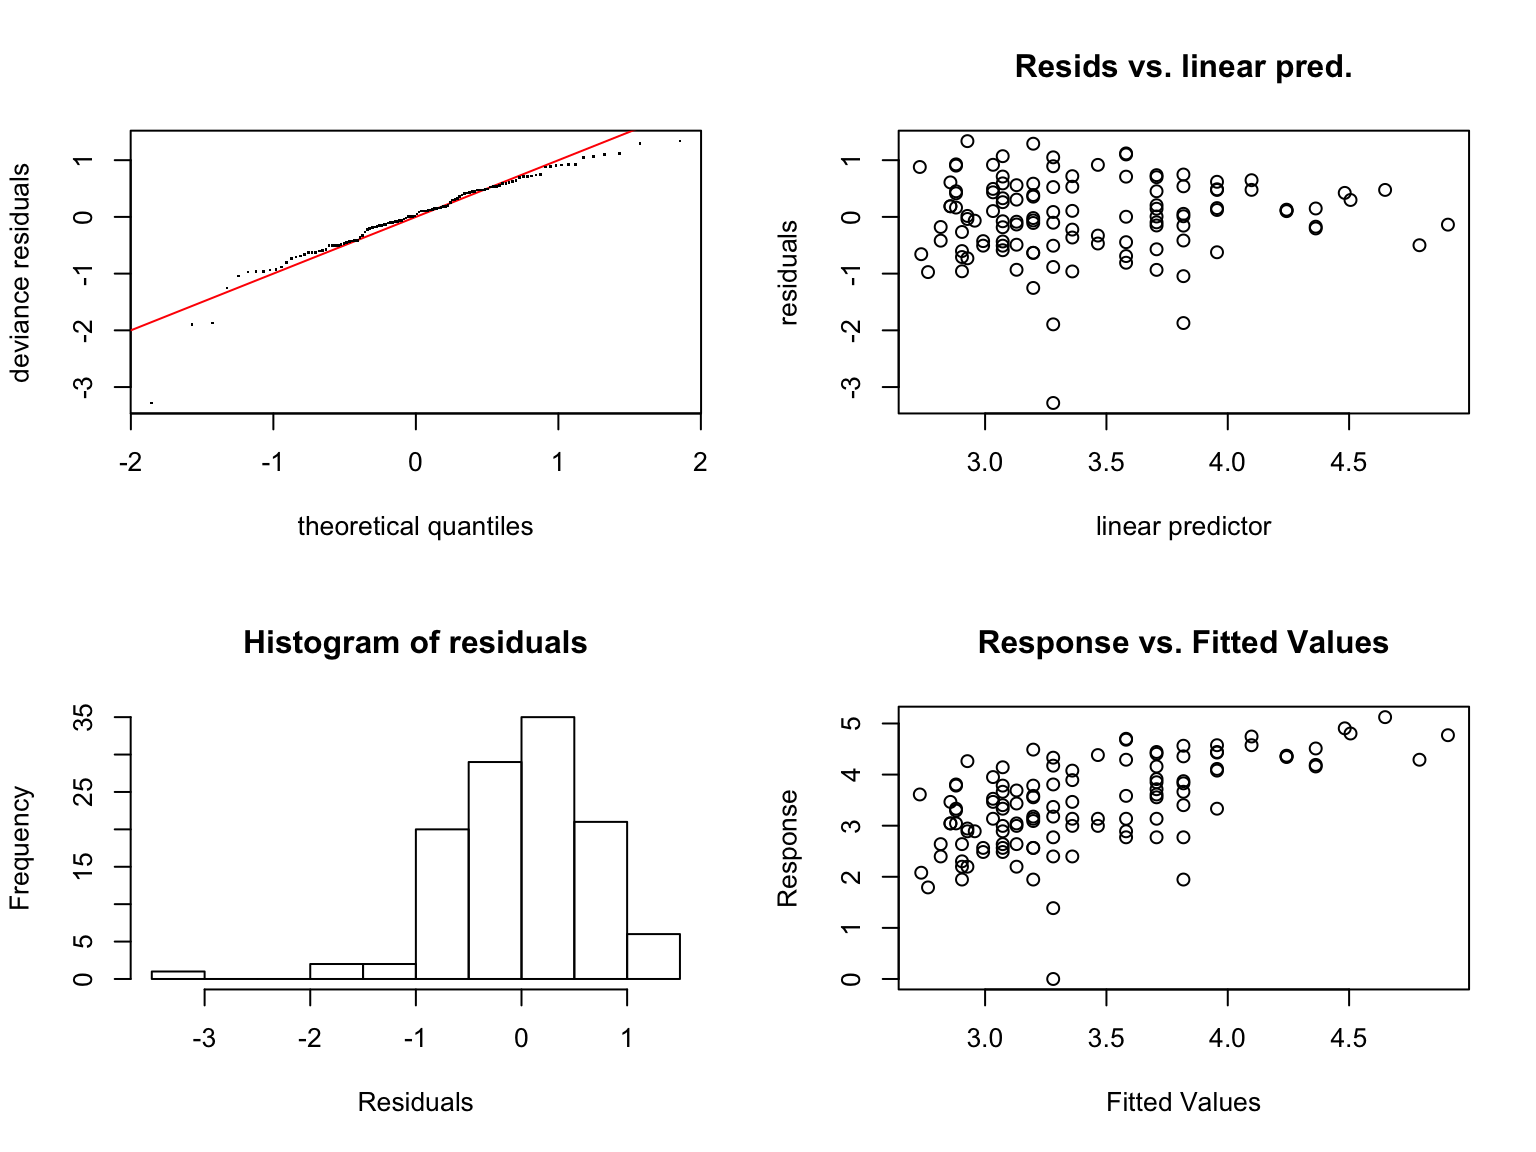 deviance residuals
1
0
-1
-2
-3
-2 -1 0 1 2
theoretical quantiles
Resids vs. linear pred.
residuals
1
0
-1
-2
-3
3.0 3.5 4.0 4.5
linear predictor
Histogram of residuals
Frequency
35
25
15
5
0
-3 -2 -1 0 1
Residuals
Response vs. Fitted Values
Response
5
4
3
2
1
0
3.0 3.5 4.0 4.5
Fitted Values